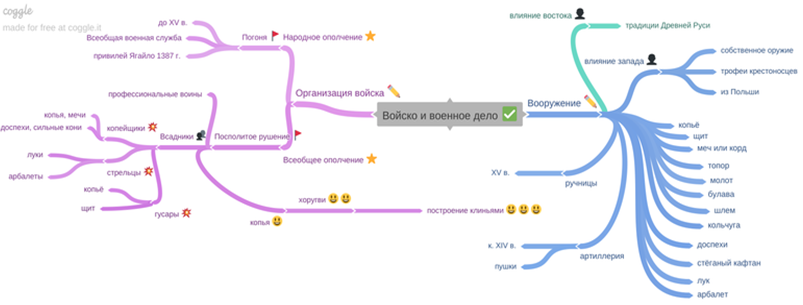 coggle
made for free at coggle.it
до XV в.
Всеобщая военная служба
привилей Ягайло 1387 г.
Погоня
Народное ополчение
Организация войска
профессиональные воины
копья, мечи
доспехи, сильные кони
копейщики
Всадники
Посполитое рушение
Всеобщее ополчение
луки
арбалеты
стрельцы
копьё
щит
гусары
хоругви
копья
построение клиньями
Войско и военное дело
влияние востока
традиции Древней Руси
влияние запада
собственное оружие
трофеи крестоносцев
из Польши
Вооружение
копьё
щит
меч или корд
топор
молот
булава
шлем
кольчуга
доспехи
стёганый кафтан
лук
арбалет
XV в.
ручницы
к. XIV в.
пушки
артиллерия